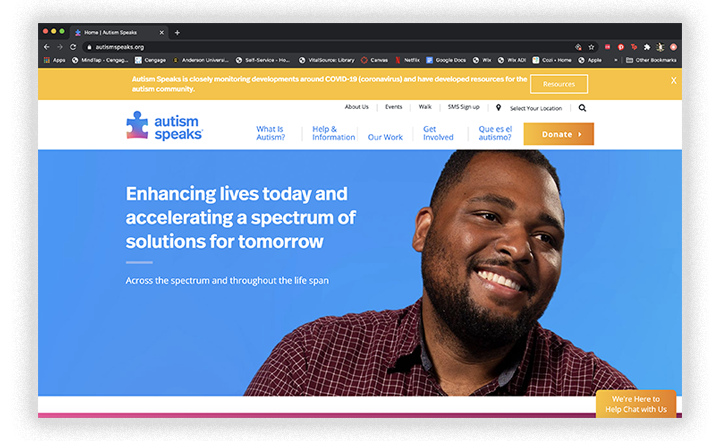 Home | Autism Speaks
autismspeaks.org
Apps MindTap - Cengag... Cengage Anderson Universi... Self-Service - Ho... VitalSource: Library Canvas Netflix Google Docs Wix Wix ADI Cozi • Home Apple » Other Bookmarks
Autism Speaks is closely monitoring developments around COVID-19 (coronavirus) and have developed resources for the
autism community.
Resources
X
About Us Events Walk SMS Sign up Select Your Location
autism
speaks
What Is
Autism?
Help &
Information
Our Work
Get
Involved
Que es el
autismo?
Donate
Enhancing lives today and
accelerating a spectrum of
solutions for tomorrow
Across the spectrum and throughout the life span
We're Here to
Help Chat with Us